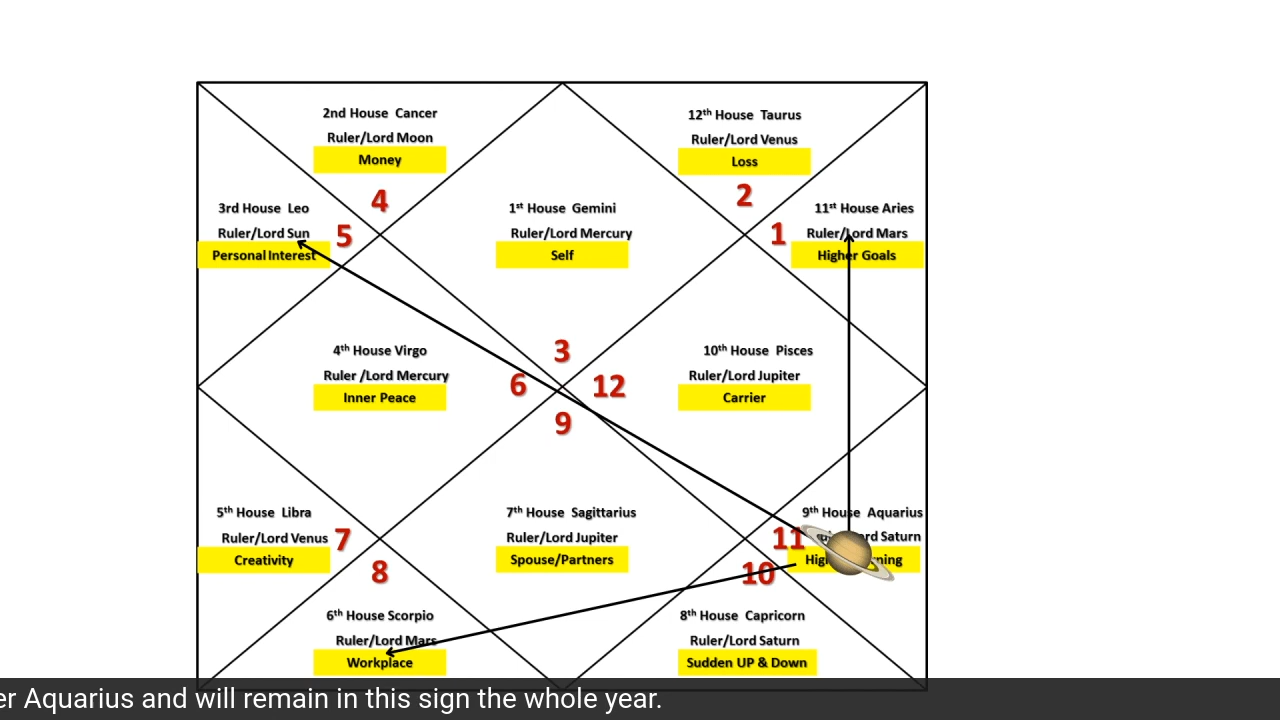 2nd House Cancer
Ruler/Lord Moon
Money
4
12th House Taurus
Ruler/Lord Venus
Loss
2
3rd House Leo
Ruler/Lord Sun
Personal Interest
5
1st House Gemini
Ruler/Lord Mercury
Self
3
1
11st House Aries
Ruler/Lord Mars
Higher Goals
4th House Virgo
Ruler /Lord Mercury
Inner Peace
6
12
10th House Pisces
Ruler/Lord Jupiter
Carrier
9
5th House Libra
Ruler/Lord Venus
Creativity
7
7th House Sagittarius
Ruler/Lord Jupiter
Spouse/Partners
11
9th House Aquarius
Saturn
8
6th House Scorpio
Ruler/Lord Mars
Workplace
10
8th House Capricorn
Ruler/Lord Saturn
Sudden UP & Down
Aquarius and will remain in this sign the whole year.